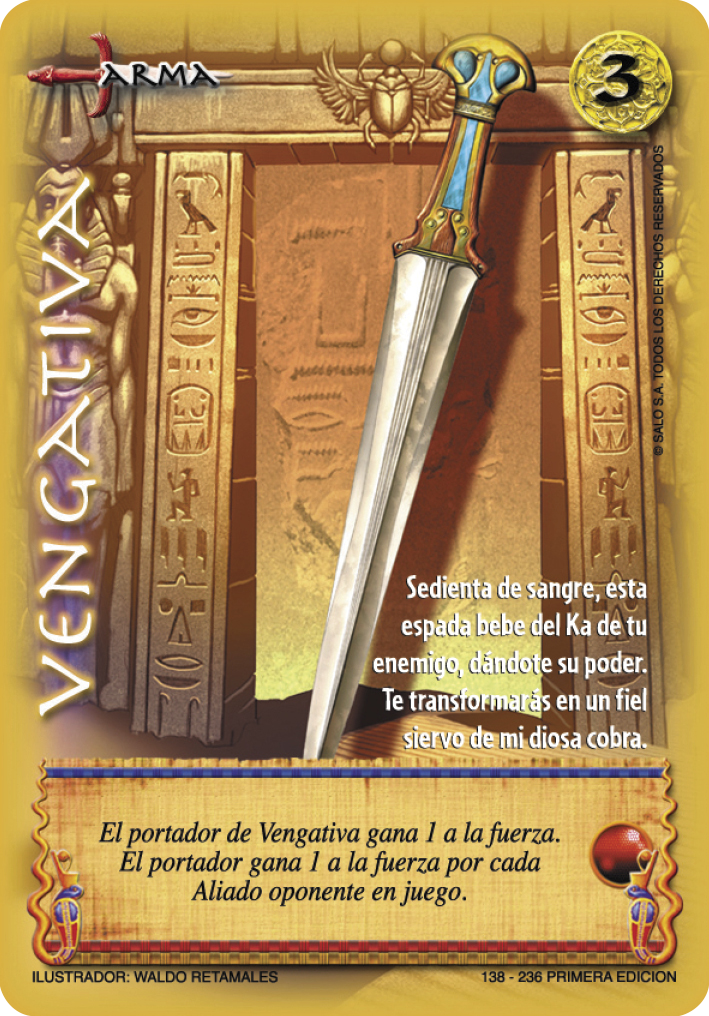 ARMA
3
VENGATIVA
© SALO S.A. TODOS LOS DERECHOS RESERVADOS
Sedienta de sangre, esta
espada bebe del Ka de tu
enemigo, dándote su poder.
Te transformarás en un fiel
siervo de mi diosa cobra.
El portador de Vengativa gana 1 a la fuerza.
El portador gana 1 a la fuerza por cada
Aliado oponente en juego.
ILUSTRADOR: WALDO RETAMALES
138 - 236 PRIMERA EDICION